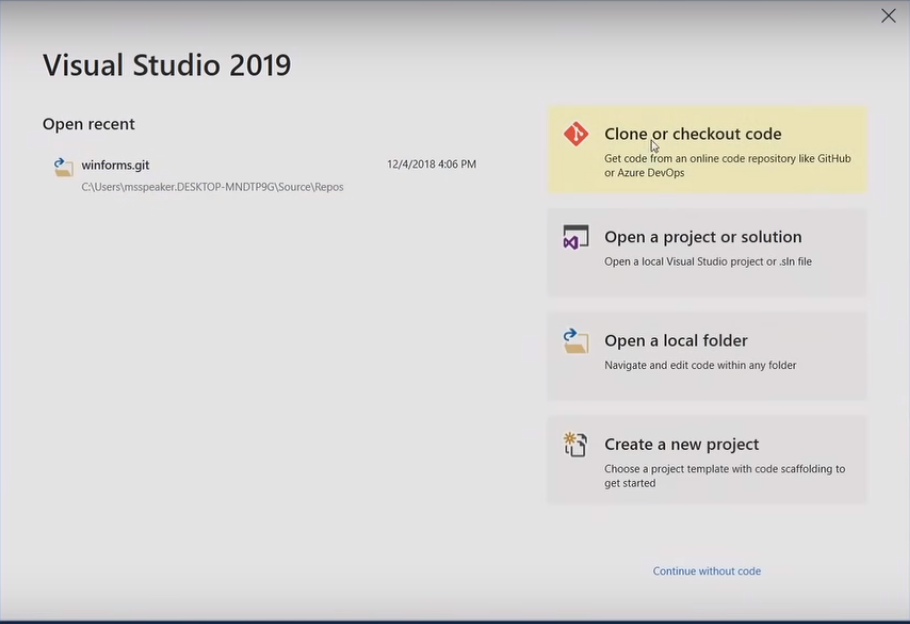 Visual Studio 2019
Open recent
winforms.git 12/4/2018 4:06 PM
C:\Users\msspeaker.DESKTOP-MNDTP9G\Source\Repos
Clone or checkout code
Get code from an online code repository like GitHub
or Azure DevOps
Open a project or solution
Open a local Visual Studio project or .sln file
Open a local folder
Navigate and edit code within any folder
Create a new project
Choose a project template with code scaffolding to
get started
Continue without code